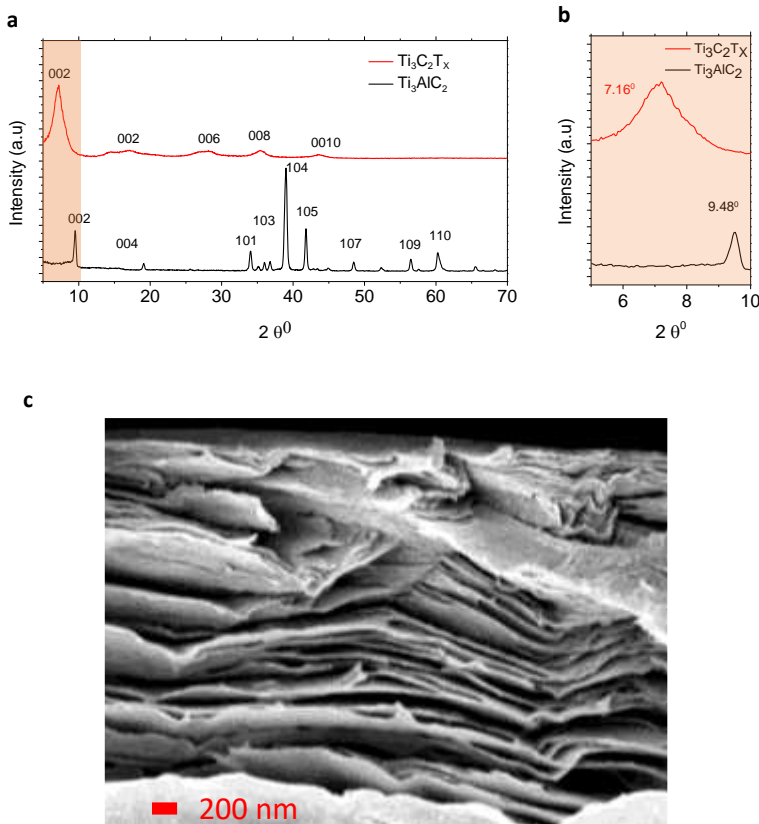 a
Intensity (a.u)
002
Ti₃C₂Tₓ
Ti₃AlC₂
002
006
008
0010
104
002
004
101
103
105
107
109
110
10
20
30
40
50
60
70
2 θ⁰
b
Intensity (a.u)
Ti₃C₂Tₓ
Ti₃AlC₂
7.16⁰
9.48⁰
6
8
10
2 θ⁰
c
200 nm